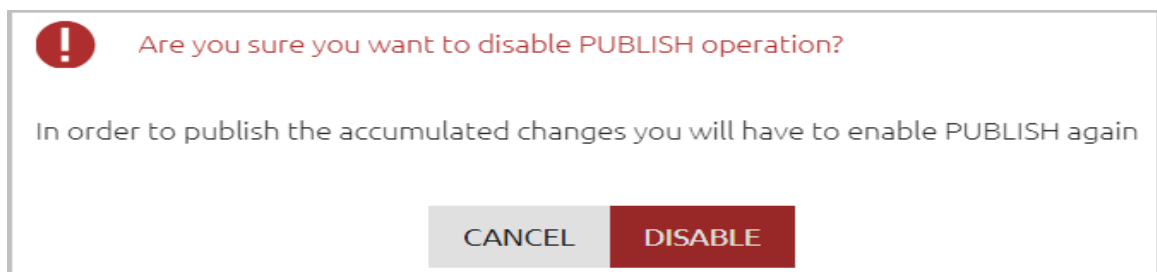 Are you sure you want to disable PUBLISH operation?
In order to publish the accumulated changes you will have to enable PUBLISH again
CANCEL DISABLE